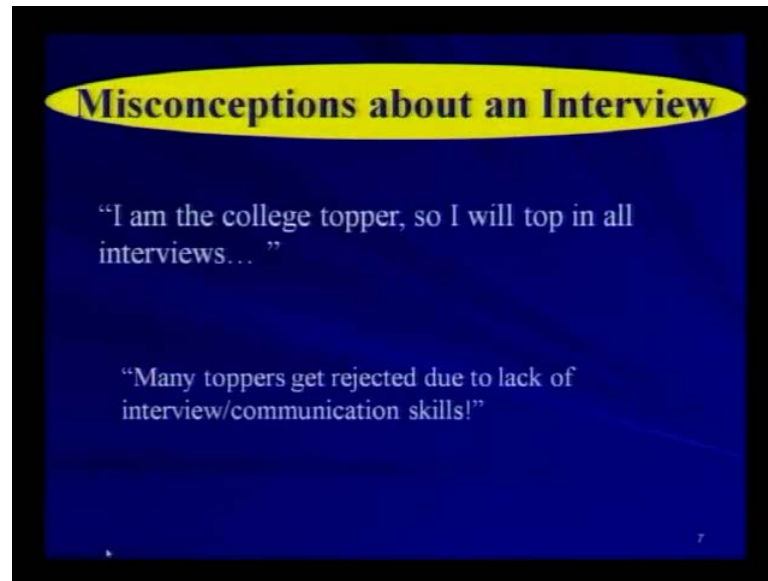 Misconceptions about an Interview
“I am the college topper, so I will top in all
interviews… ”
“Many toppers get rejected due to lack of
interview/communication skills!”
7